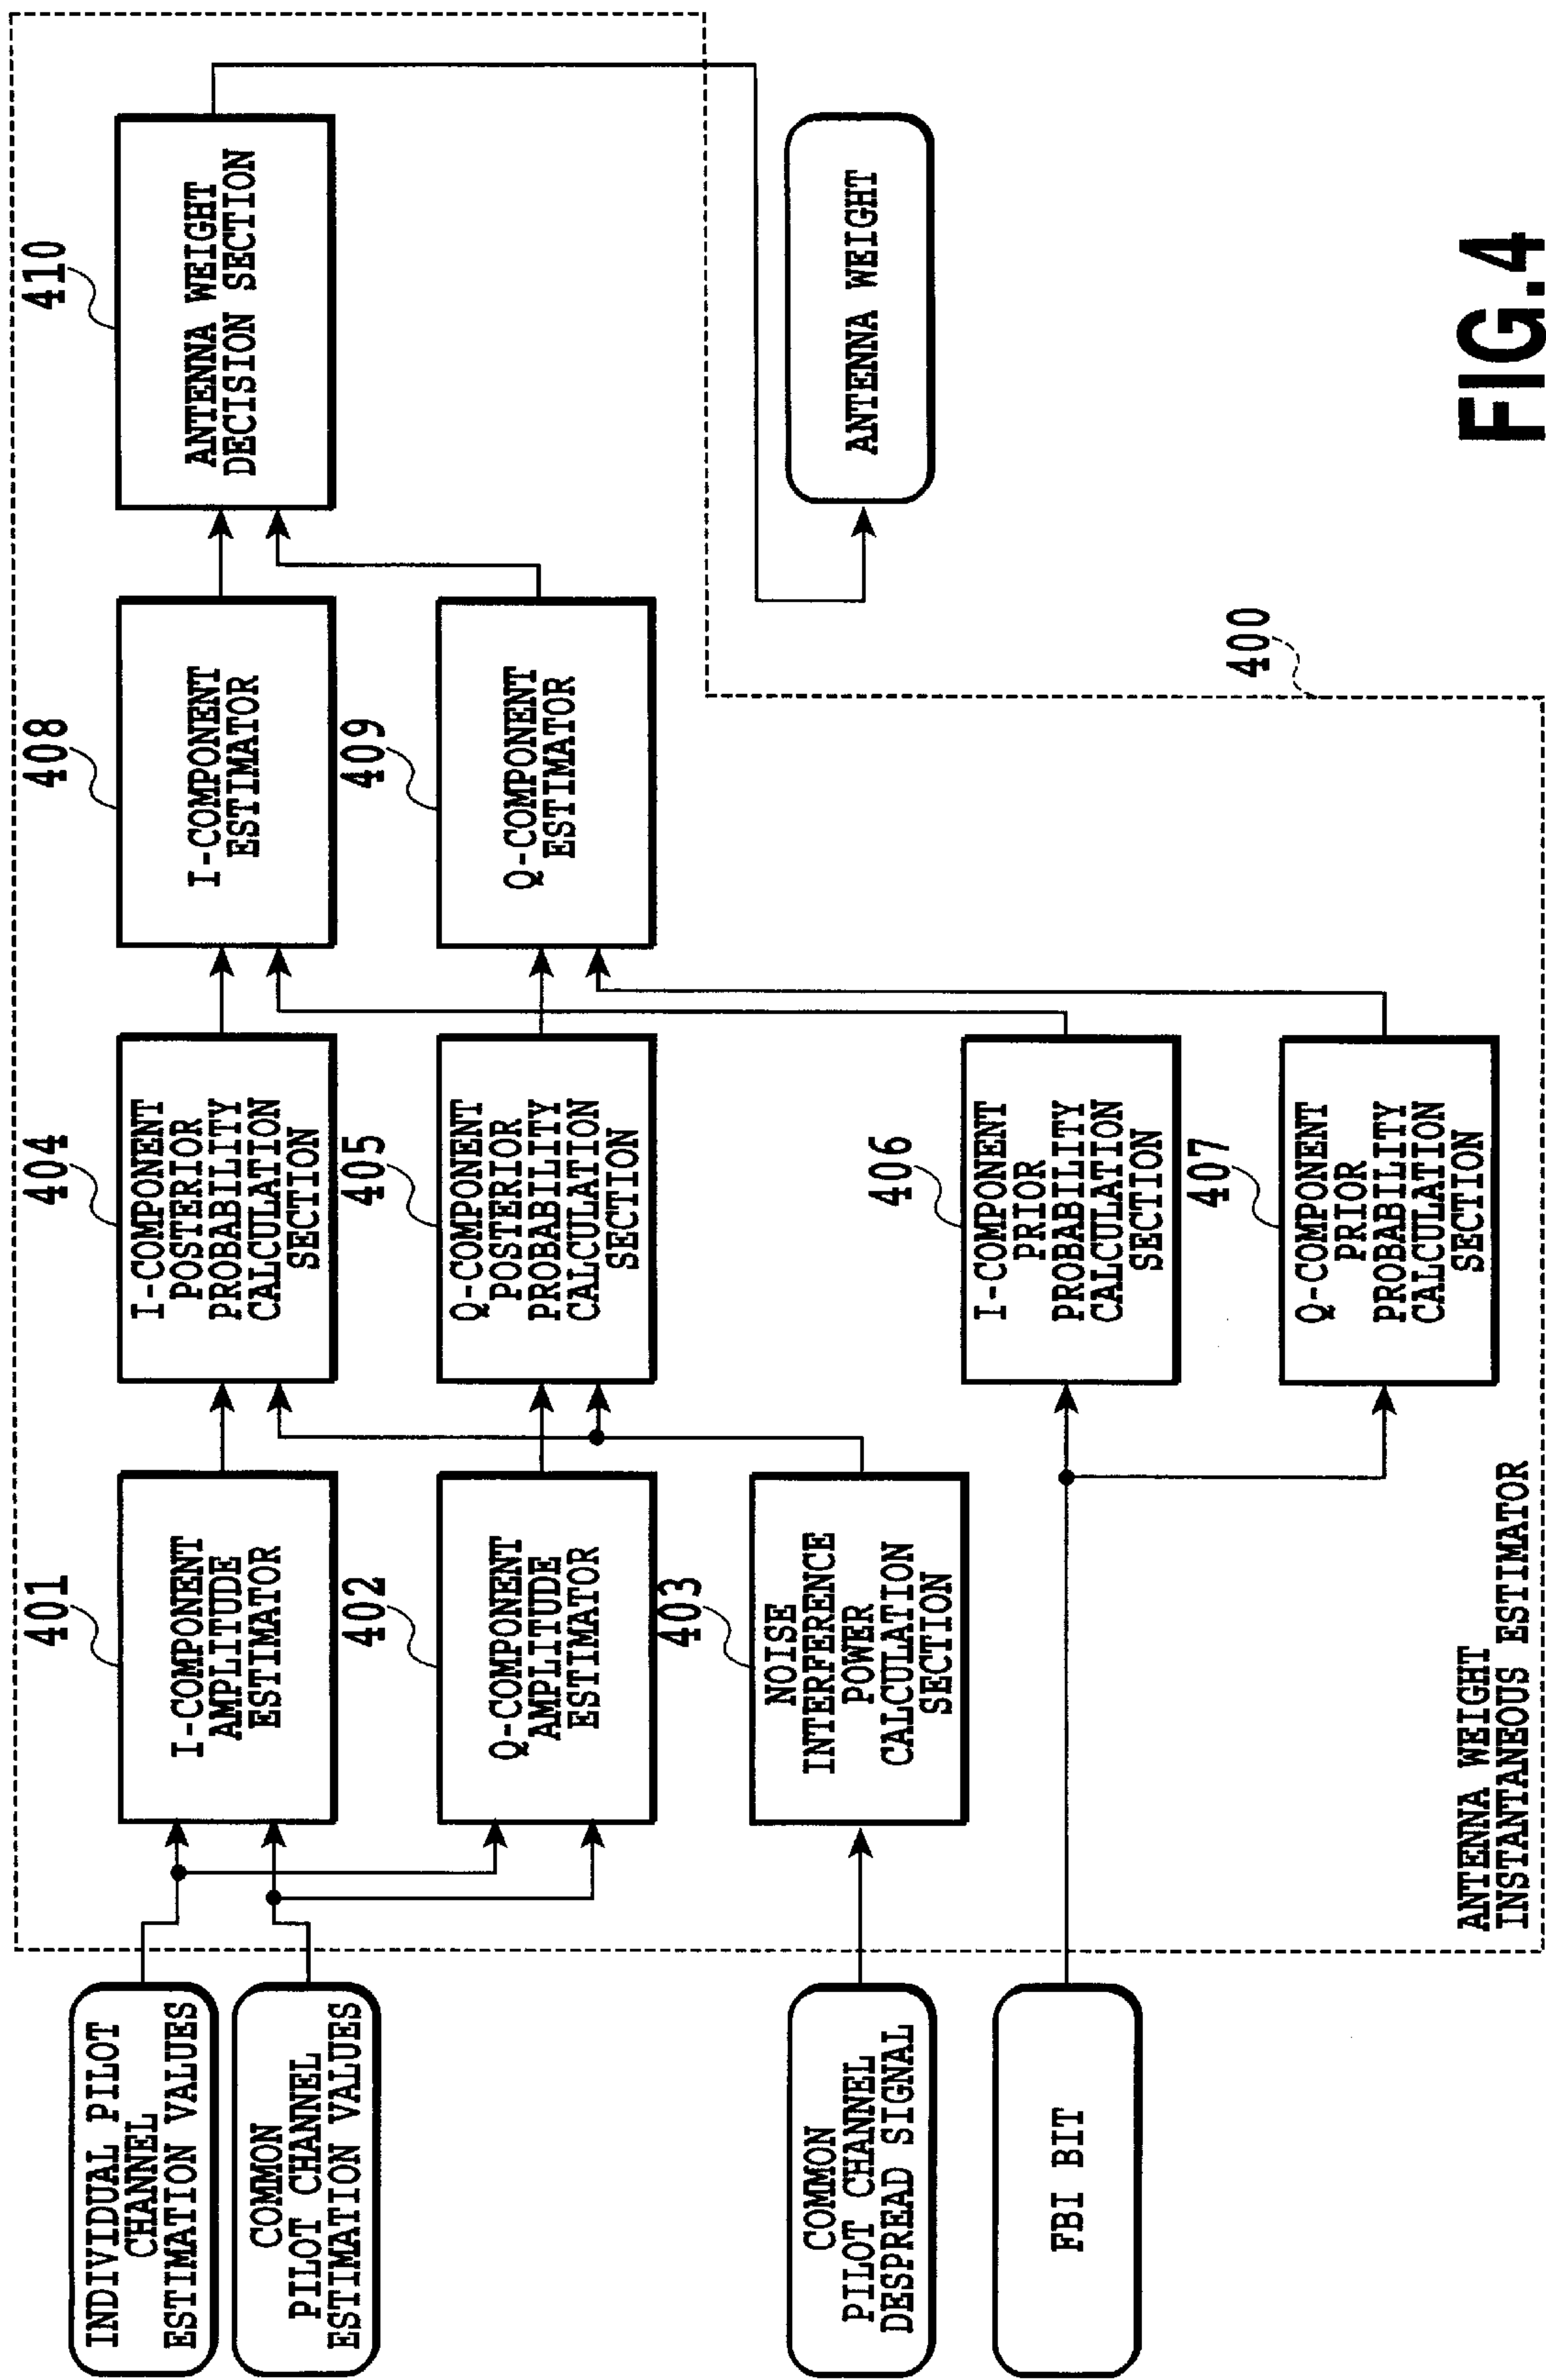 INDIVIDUAL PILOT
CHANNEL
ESTIMATION VALUES
COMMON
PILOT CHANNEL
ESTIMATION VALUES
COMMON
PILOT CHANNEL
DESPREAD SIGNAL
FBI BIT
401
I-COMPONENT
AMPLITUDE
ESTIMATOR
402
Q-COMPONENT
AMPLITUDE
ESTIMATOR
403
NOISE
INTERFERENCE
POWER
CALCULATION
SECTION
404
I-COMPONENT
POSTERIOR
PROBABILITY
CALCULATION
SECTION
405
Q-COMPONENT
POSTERIOR
PROBABILITY
CALCULATION
SECTION
406
I-COMPONENT
PRIOR
PROBABILITY
CALCULATION
SECTION
407
Q-COMPONENT
PRIOR
PROBABILITY
CALCULATION
SECTION
408
I-COMPONENT
ESTIMATOR
409
Q-COMPONENT
ESTIMATOR
410
ANTENNA WEIGHT
DECISION SECTION
ANTENNA WEIGHT
400
ANTENNA WEIGHT
INSTANTANEOUS ESTIMATOR
FIG.4